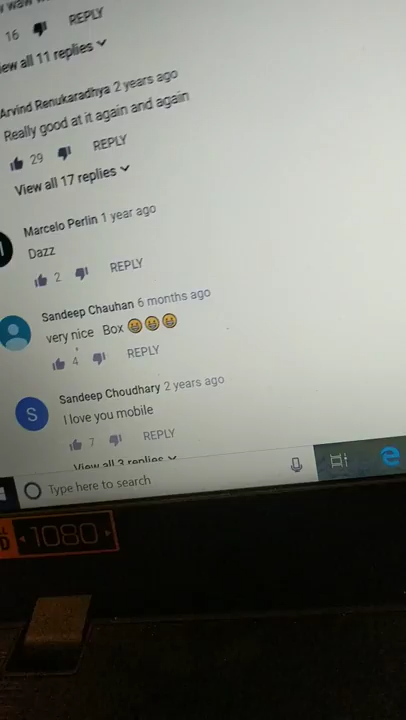 16 REPLY
view all 11 replies
Arvind Renukaradhya 2 years ago
Really good at it again and again
29 REPLY
View all 17 replies
Marcelo Perlin 1 year ago
Dazz
2 REPLY
Sandeep Chauhan 6 months ago
very nice Box 😀😀😀
4 REPLY
S Sandeep Choudhary 2 years ago
I love you mobile
7 REPLY
View all 3 replies
Type here to search
1080